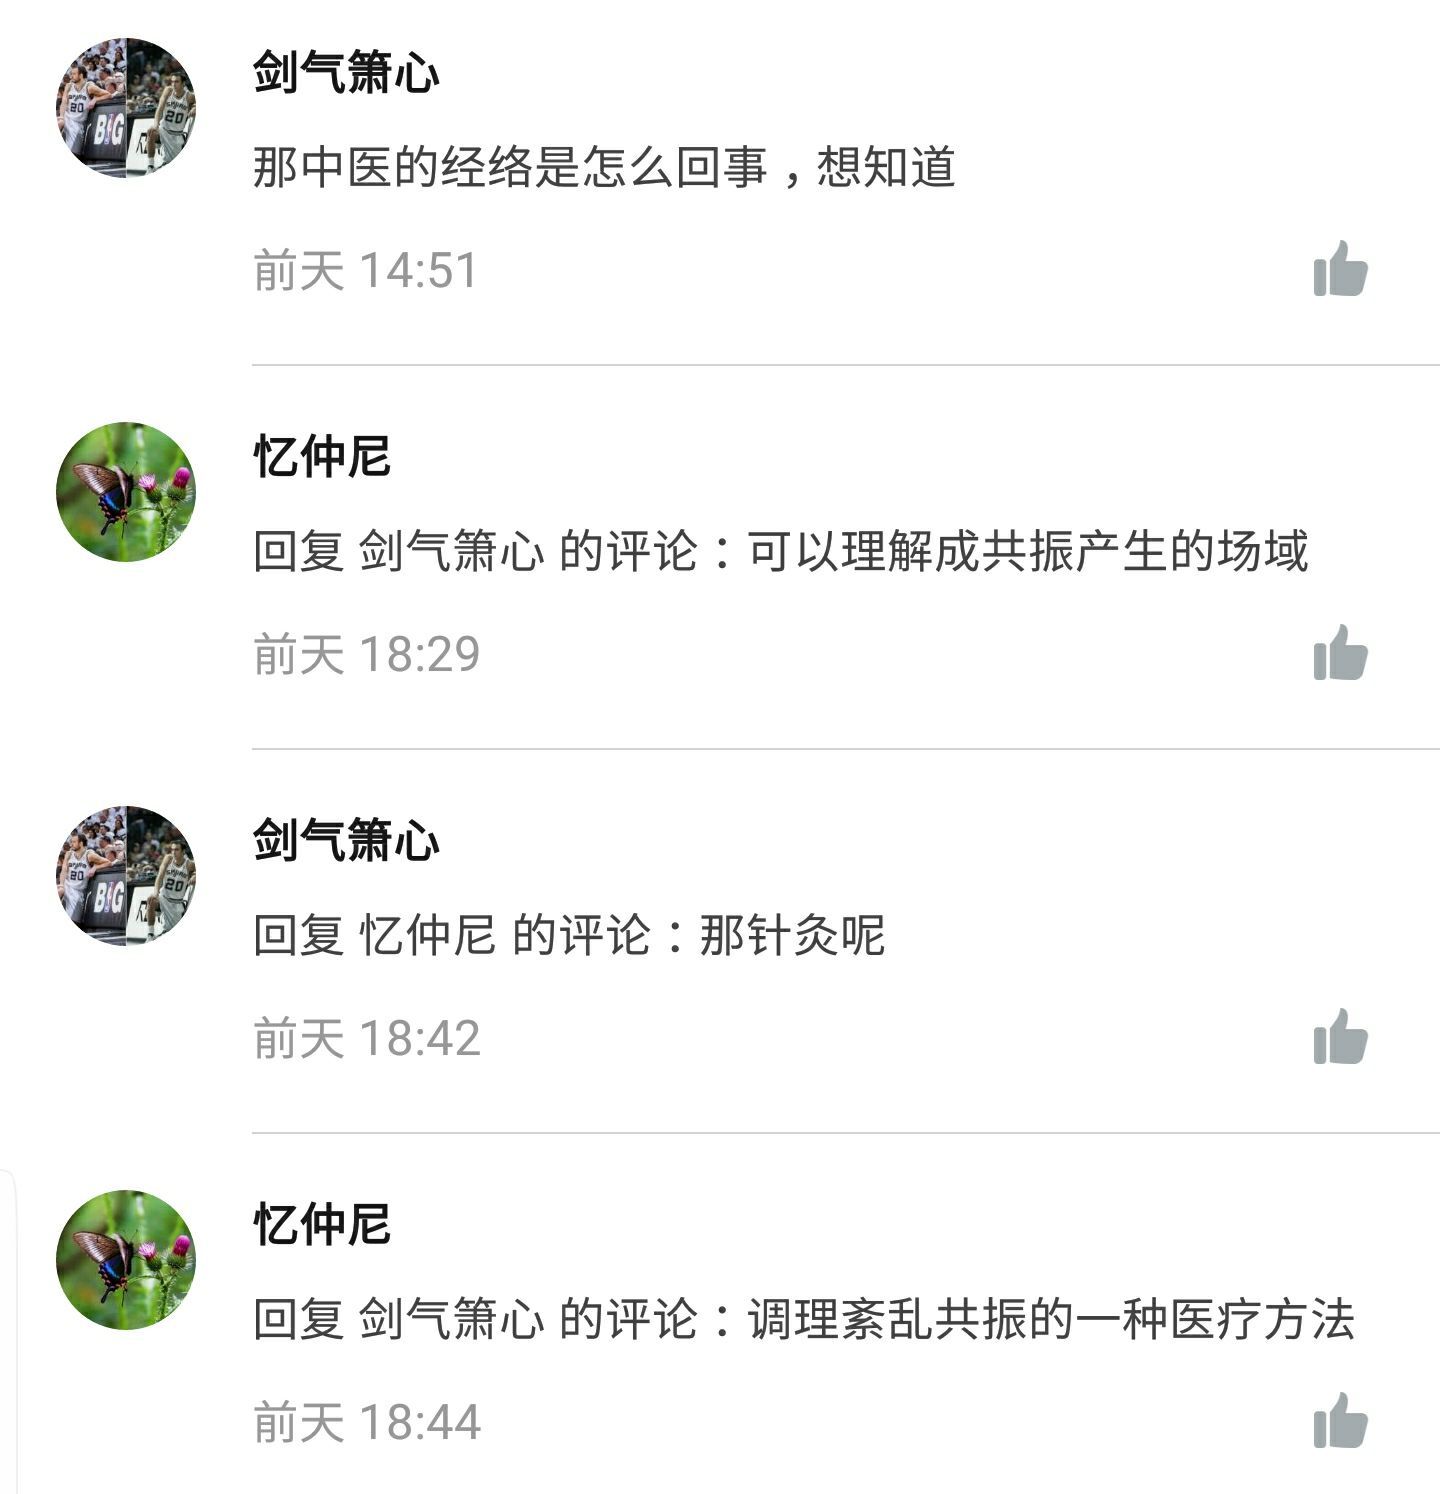 剑气箫心
那中医的经络是怎么回事，想知道
前天 14:51
忆仲尼
回复 剑气箫心 的评论：可以理解成共振产生的场域
前天 18:29
剑气箫心
回复 忆仲尼 的评论：那针灸呢
前天 18:42
忆仲尼
回复 剑气箫心 的评论：调理紊乱共振的一种医疗方法
前天 18:44